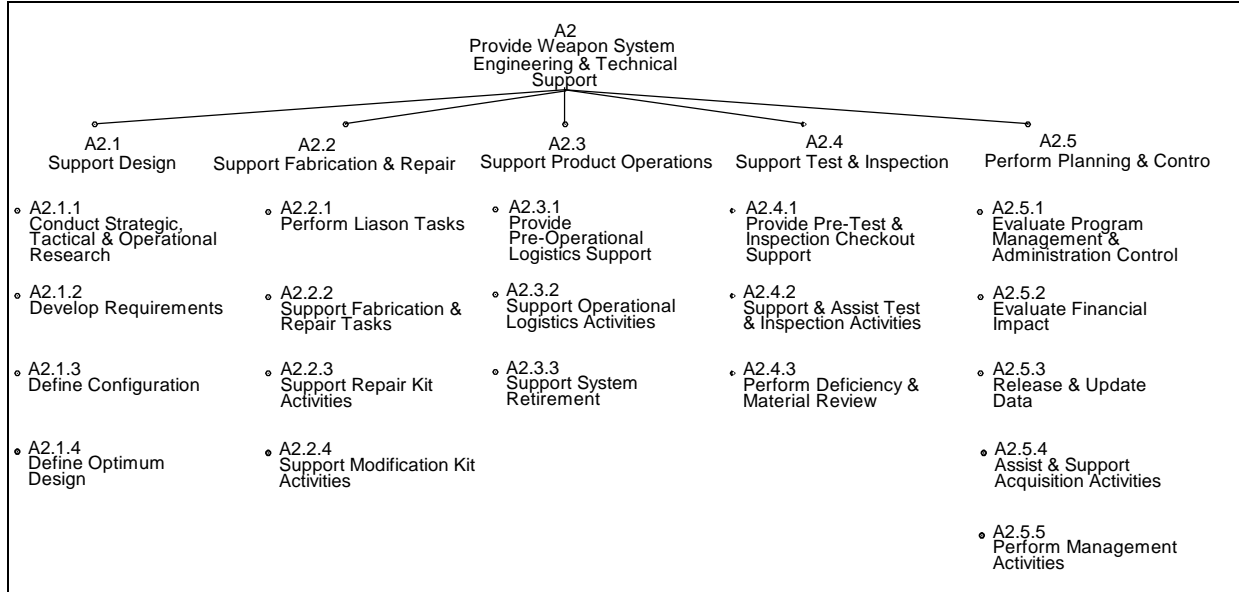 A2
Provide Weapon System
Engineering & Technical
Support
A2.1
Support Design
A2.2
Support Fabrication & Repair
A2.3
Support Product Operations
A2.4
Support Test & Inspection
A2.5
Perform Planning & Contro
A2.1.1
Conduct Strategic,
Tactical & Operational
Research
A2.1.2
Develop Requirements
A2.1.3
Define Configuration
A2.1.4
Define Optimum
Design
A2.2.1
Perform Liason Tasks
A2.2.2
Support Fabrication &
Repair Tasks
A2.2.3
Support Repair Kit
Activities
A2.2.4
Support Modification Kit
Activities
A2.3.1
Provide
Pre-Operational
Logistics Support
A2.3.2
Support Operational
Logistics Activities
A2.3.3
Support System
Retirement
A2.4.1
Provide Pre-Test &
Inspection Checkout
Support
A2.4.2
Support & Assist Test
& Inspection Activities
A2.4.3
Perform Deficiency &
Material Review
A2.5.1
Evaluate Program
Management &
Administration Control
A2.5.2
Evaluate Financial
Impact
A2.5.3
Release & Update
Data
A2.5.4
Assist & Support
Acquisition Activities
A2.5.5
Perform Management
Activities